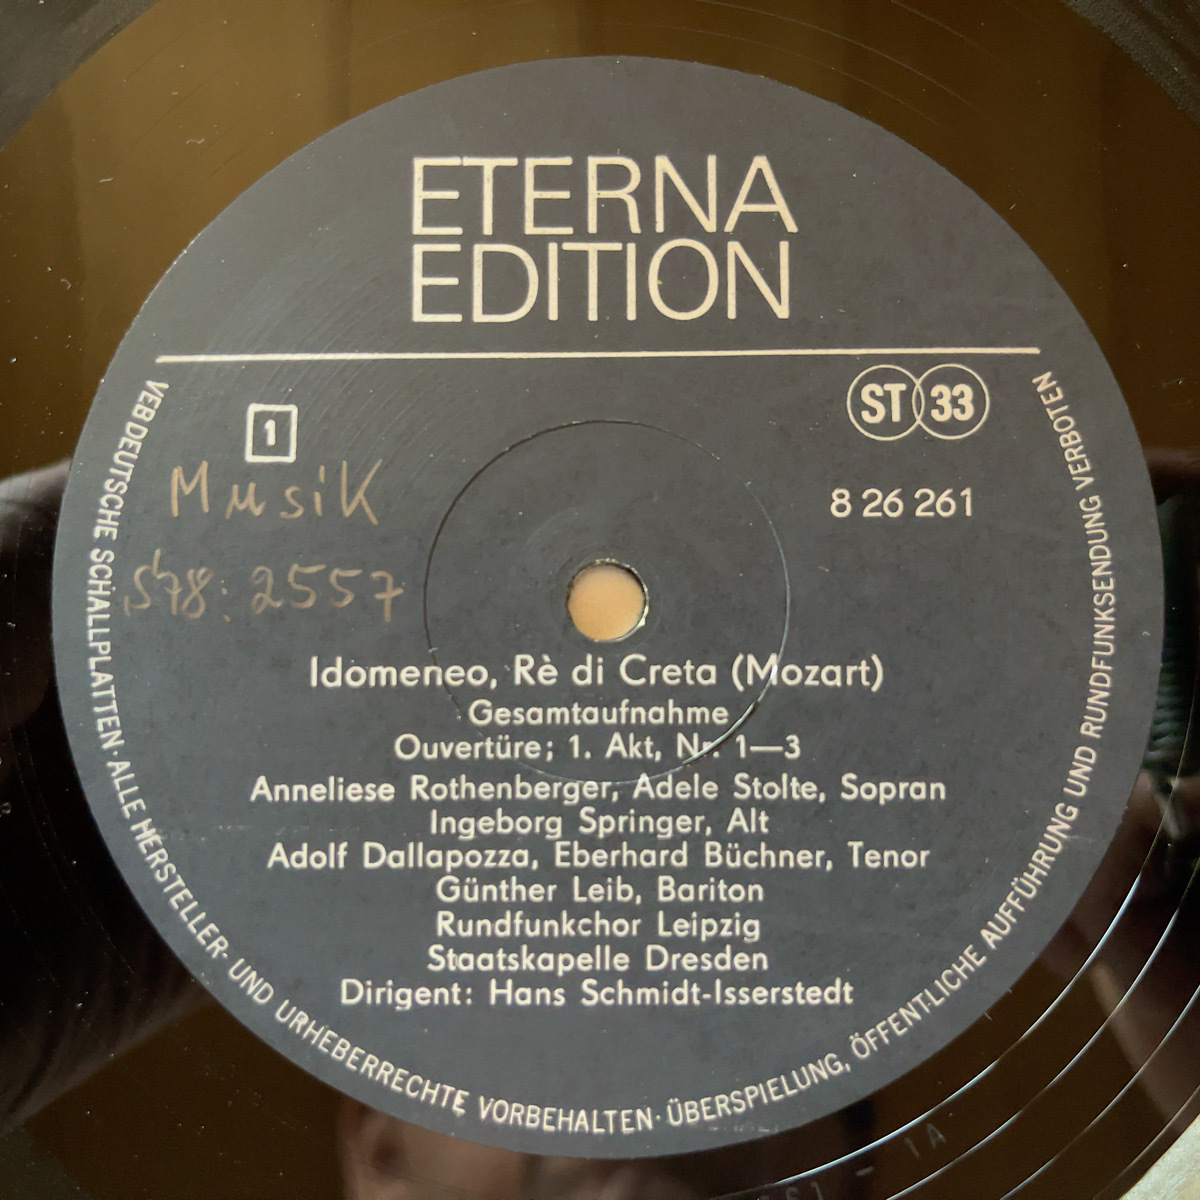 ETERNA
EDITION
1
ST 33
Musik
8 26 261
578: 2557
Idomeneo, Rè di Creta (Mozart)
Gesamtaufnahme
Ouvertüre; 1. Akt, Nr. 1—3
Anneliese Rothenberger, Adele Stolte, Sopran
Ingeborg Springer, Alt
Adolf Dallapozza, Eberhard Büchner, Tenor
Günther Leib, Bariton
Rundfunkchor Leipzig
Staatskapelle Dresden
Dirigent: Hans Schmidt-Isserstedt
VEB DEUTSCHE SCHALLPLATTEN · ALLE HERSTELLER- UND URHEBERRECHTE VORBEHALTEN · ÜBERSPIELUNG, ÖFFENTLICHE AUFFÜHRUNG UND RUNDFUNKSENDUNG VERBOTEN
1A